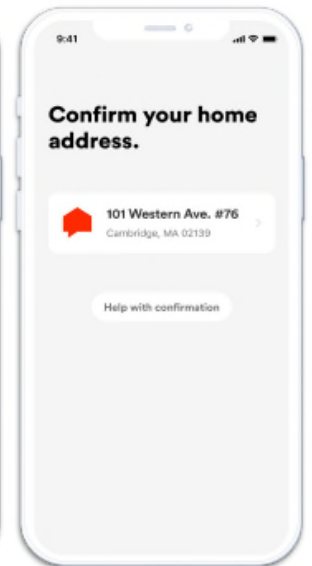 9:41
Confirm your home
address.
101 Western Ave. #76
Cambridge, MA 02139
Help with confirmation